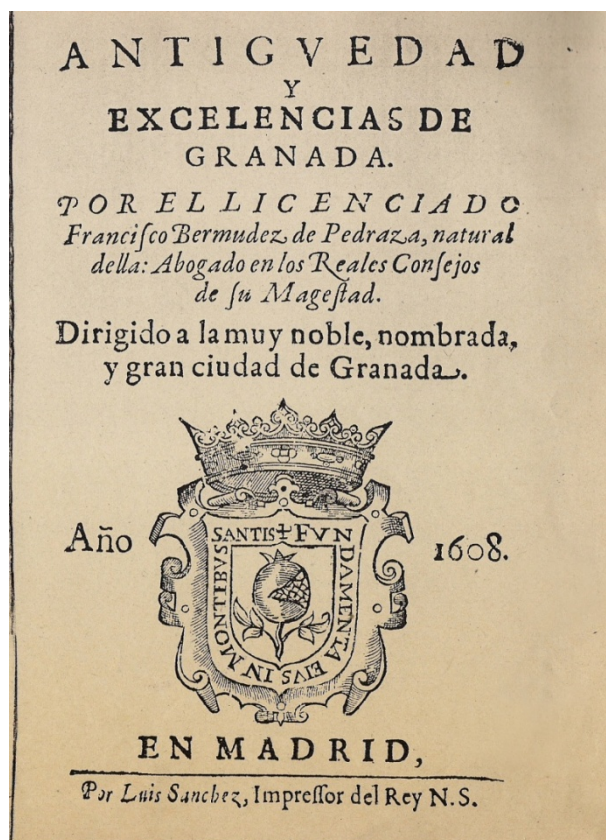 ANTIGVEDAD
Y
EXCELENCIAS DE
GRANADA.
POR EL LICENCIADO
Franciſco Bermudez de Pedraza, natural
della: Abogado en los Reales Conſejos
de ſu Mageſtad.
Dirigido a la muy noble, nombrada,
y gran ciudad de Granada.
Año 1608.
FVNDAMENTA EIVS IN MONTIBVS SANTIS
EN MADRID,
Por Luis Sanchez, Impreſſor del Rey N.S.